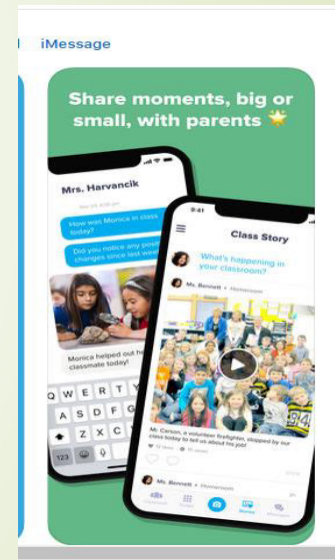 iMessage
Share moments, big or
small, with parents 🌟
Mrs. Harvancik
How was Monica in class
today?
Did you notice any
changes since last
Monica helped out
classmate today!
Q W E R T
A S D F
Z X C
123
9:41
Class Story
What's happening in
your classroom?
Ms. Bennett • Homeroom
Mr. Carson, a volunteer firefighter, stopped by our
class today to tell us about his job!
12 likes
Ms. Bennett • Homeroom